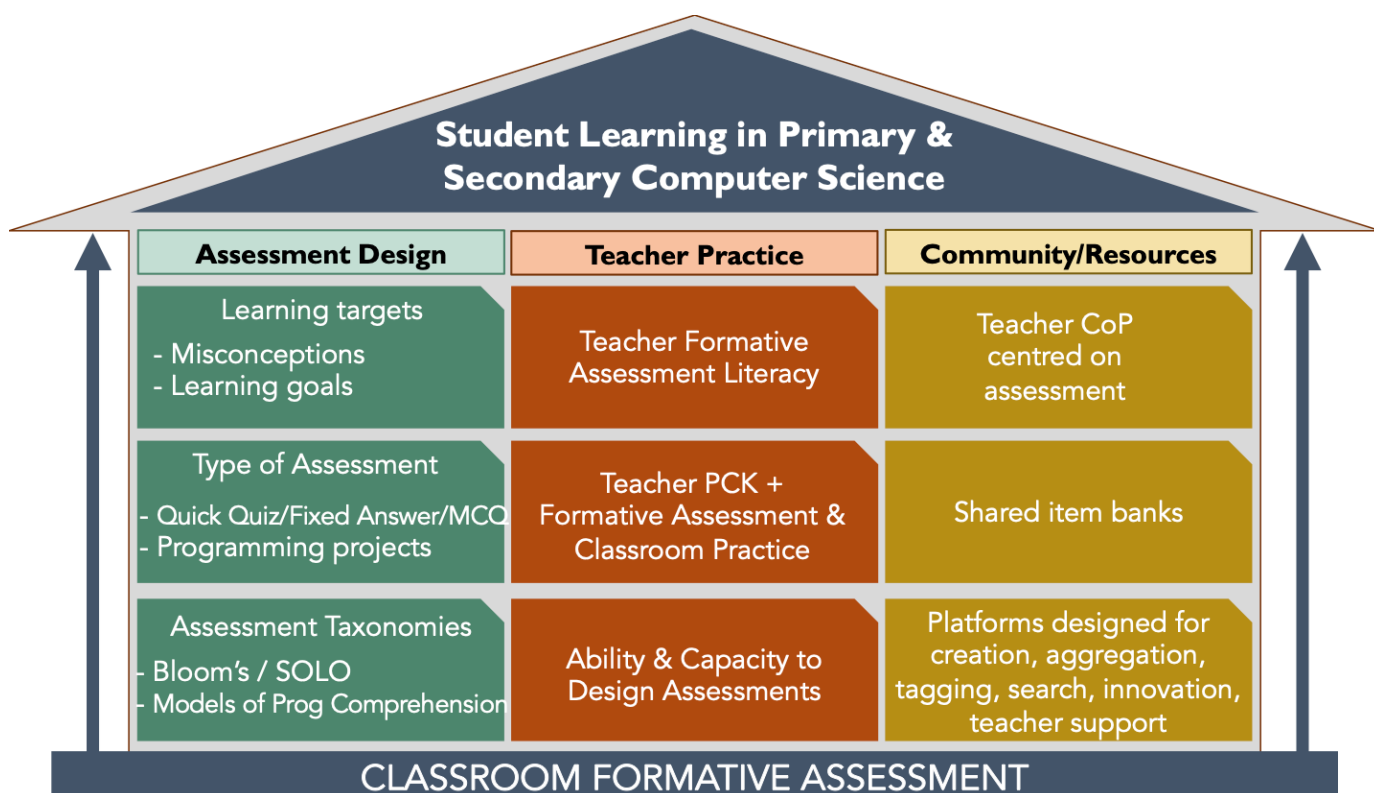 Student Learning in Primary &
Secondary Computer Science
Assessment Design
Learning targets
- Misconceptions
- Learning goals
Type of Assessment
- Quick Quiz/Fixed Answer/MCQ
- Programming projects
Assessment Taxonomies
- Bloom's / SOLO
- Models of Prog Comprehension
Teacher Practice
Teacher Formative
Assessment Literacy
Teacher PCK +
Formative Assessment &
Classroom Practice
Ability & Capacity to
Design Assessments
Community/Resources
Teacher CoP
centred on
assessment
Shared item banks
Platforms designed for
creation, aggregation,
tagging, search, innovation,
teacher support
CLASSROOM FORMATIVE ASSESSMENT